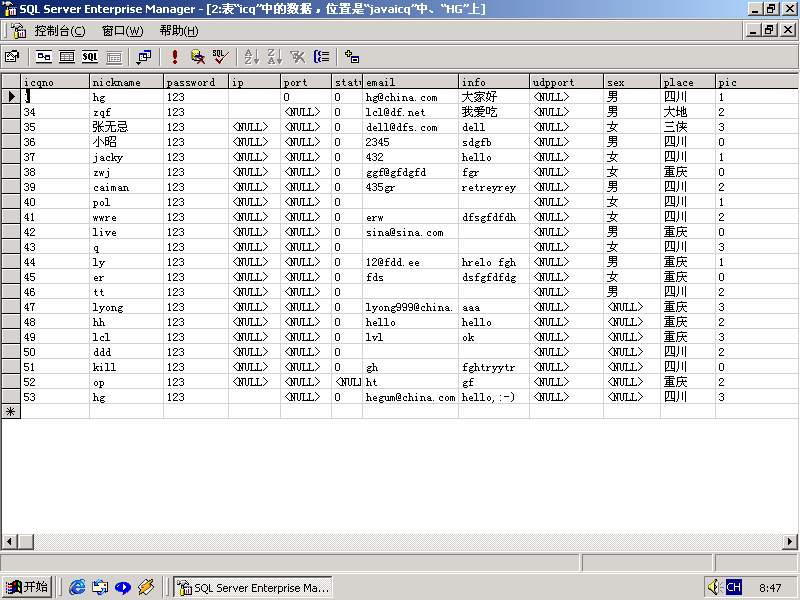 SQL Server Enterprise Manager - [2:表“icq”中的数据，位置是“javaicq”中、“HG”上]
控制台(C) 窗口(W) 帮助(H)
SQL SQL
icqno nickname password ip port statu email info udpport sex place pic
hg 123 0 0 hg@china.com 大家好 <NULL> 男 四川 1
34 zqf 123 <NULL> 0 lcl@df.net 我爱吃 <NULL> 男 大地 2
35 张无忌 123 <NULL> <NULL> 0 dell@dfs.com dell <NULL> 女 三侠 3
36 小昭 123 <NULL> <NULL> 0 2345 sdgfb <NULL> 男 四川 0
37 jacky 123 <NULL> <NULL> 0 432 hello <NULL> 女 四川 1
38 zwj 123 <NULL> <NULL> 0 ggf@gfdgfd fgr <NULL> 女 重庆 0
39 caiman 123 <NULL> <NULL> 0 435gr retreyrey <NULL> 男 四川 2
40 pol 123 <NULL> <NULL> 0 <NULL> 女 四川 1
41 wwre 123 <NULL> <NULL> 0 erw dfsgfdfdh <NULL> 女 四川 2
42 live 123 <NULL> <NULL> 0 sina@sina.com <NULL> 男 重庆 0
43 q 123 <NULL> <NULL> 0 <NULL> 女 四川 3
44 ly 123 <NULL> <NULL> 0 12@fdd.ee hrelo fgh <NULL> 男 重庆 1
45 er 123 <NULL> <NULL> 0 fds dsfgfdfdg <NULL> 女 重庆 0
46 tt 123 <NULL> <NULL> 0 <NULL> 男 四川 2
47 lyong 123 <NULL> <NULL> 0 lyong999@china. aaa <NULL> <NULL> 重庆 3
48 hh 123 <NULL> <NULL> 0 hello hello <NULL> <NULL> 重庆 2
49 lcl 123 <NULL> <NULL> 0 lvl ok <NULL> <NULL> 重庆 3
50 ddd 123 <NULL> <NULL> 0 <NULL> <NULL> 四川 2
51 kill 123 <NULL> <NULL> 0 gh fghtryytr <NULL> <NULL> 四川 0
52 op 123 <NULL> <NULL> <NULL ht gf <NULL> <NULL> 重庆 2
53 hg 123 <NULL> 0 hegum@china.com hello,:-) <NULL> <NULL> 四川 3
开始 SQL Server Enterprise Ma... CH 8:47